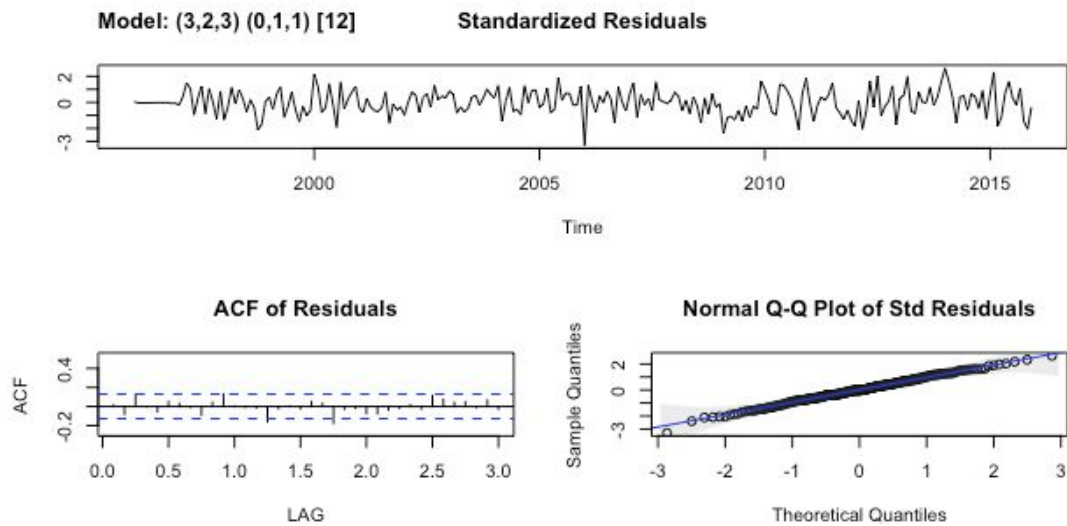 Model: (3,2,3) (0,1,1) [12] Standardized Residuals
2
0
-3
2000 2005 2010 2015
Time
ACF of Residuals
ACF
0.4
-0.2
0.0 0.5 1.0 1.5 2.0 2.5 3.0
LAG
Normal Q-Q Plot of Std Residuals
Sample Quantiles
2
0
-3
-3 -2 -1 0 1 2 3
Theoretical Quantiles